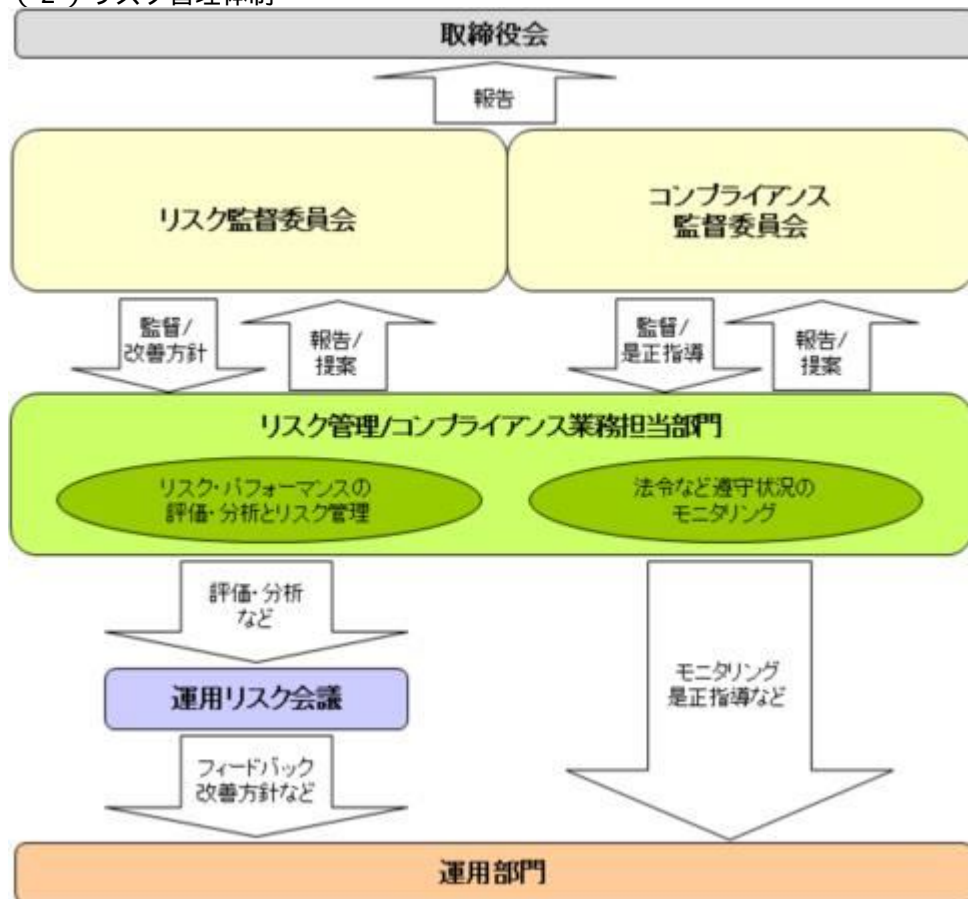 (2)リスク管理体制
取締役会
報告
リスク監督委員会
コンプライアンス
監督委員会
監督/
改善方針
報告/
提案
監督/
是正指導
報告/
提案
リスク管理/コンプライアンス業務担当部門
リスク・パフォーマンスの
評価・分析とリスク管理
法令など遵守状況の
モニタリング
評価・分析
など
運用リスク会議
モニタリング
是正指導など
フィードバック
改善方針など
運用部門